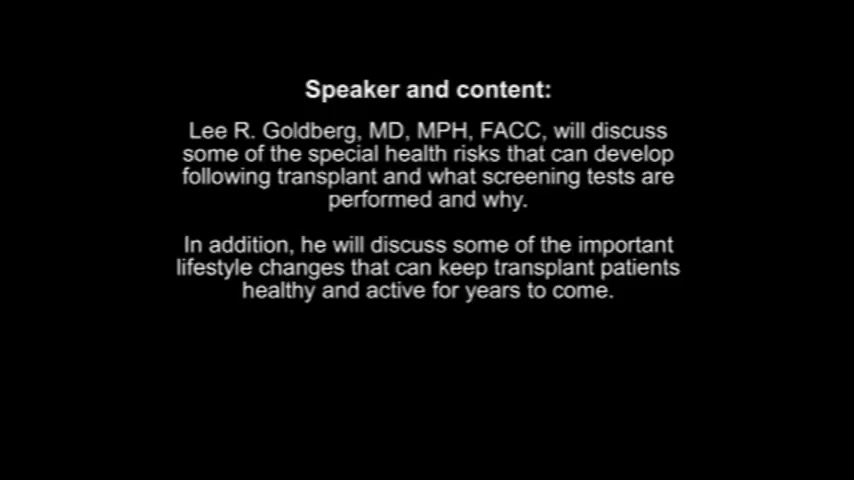 Speaker and content:
Lee R. Goldberg, MD, MPH, FACC, will discuss
some of the special health risks that can develop
following transplant and what screening tests are
performed and why.
In addition, he will discuss some of the important
lifestyle changes that can keep transplant patients
healthy and active for years to come.